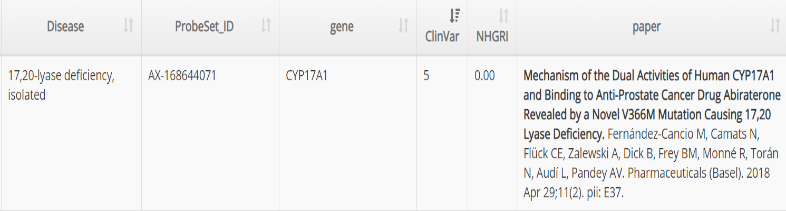 Disease ProbeSet_ID gene ClinVar NHGRI paper
17,20-lyase deficiency, isolated AX-168644071 CYP17A1 5 0.00
Mechanism of the Dual Activities of Human CYP17A1
and Binding to Anti-Prostate Cancer Drug Abiraterone
Revealed by a Novel V366M Mutation Causing 17,20
Lyase Deficiency. Fernández-Cancio M, Camats N,
Flück CE, Zalewski A, Dick B, Frey BM, Monné R, Torán
N, Audí L, Pandey AV. Pharmaceuticals (Basel). 2018
Apr 29;11(2). pii: E37.